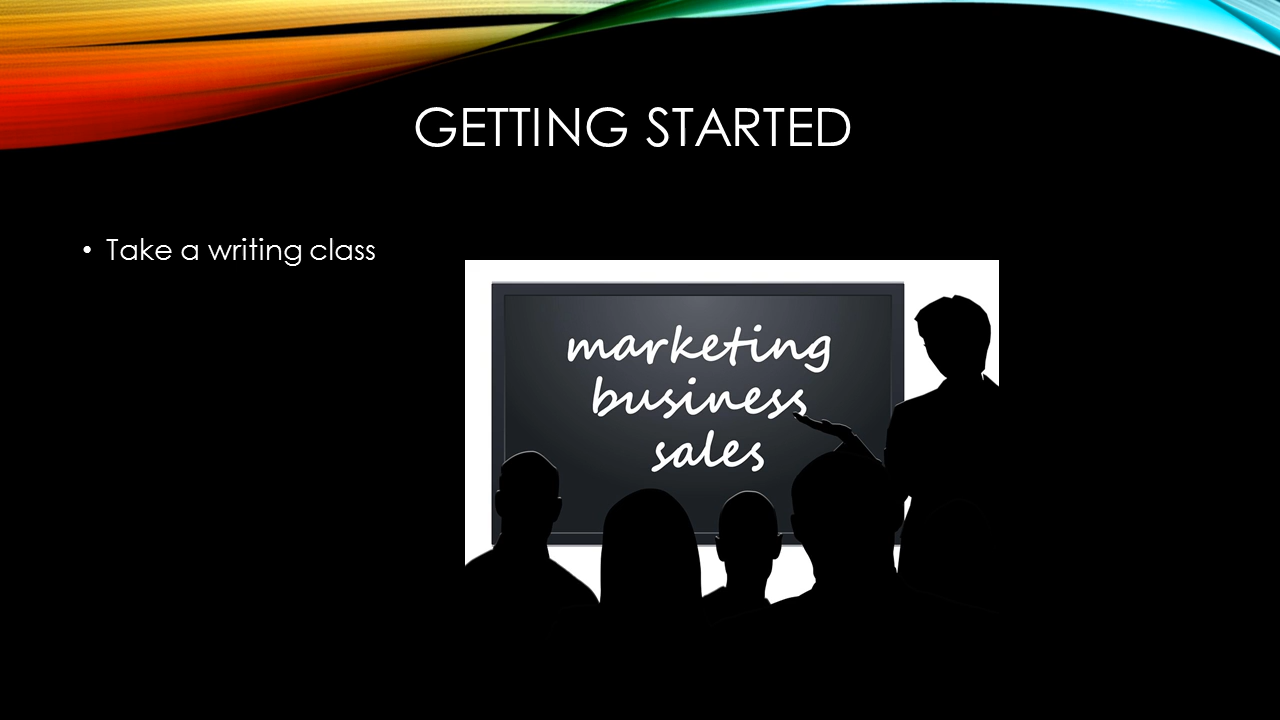 GETTING STARTED
• Take a writing class
marketing
business
sales